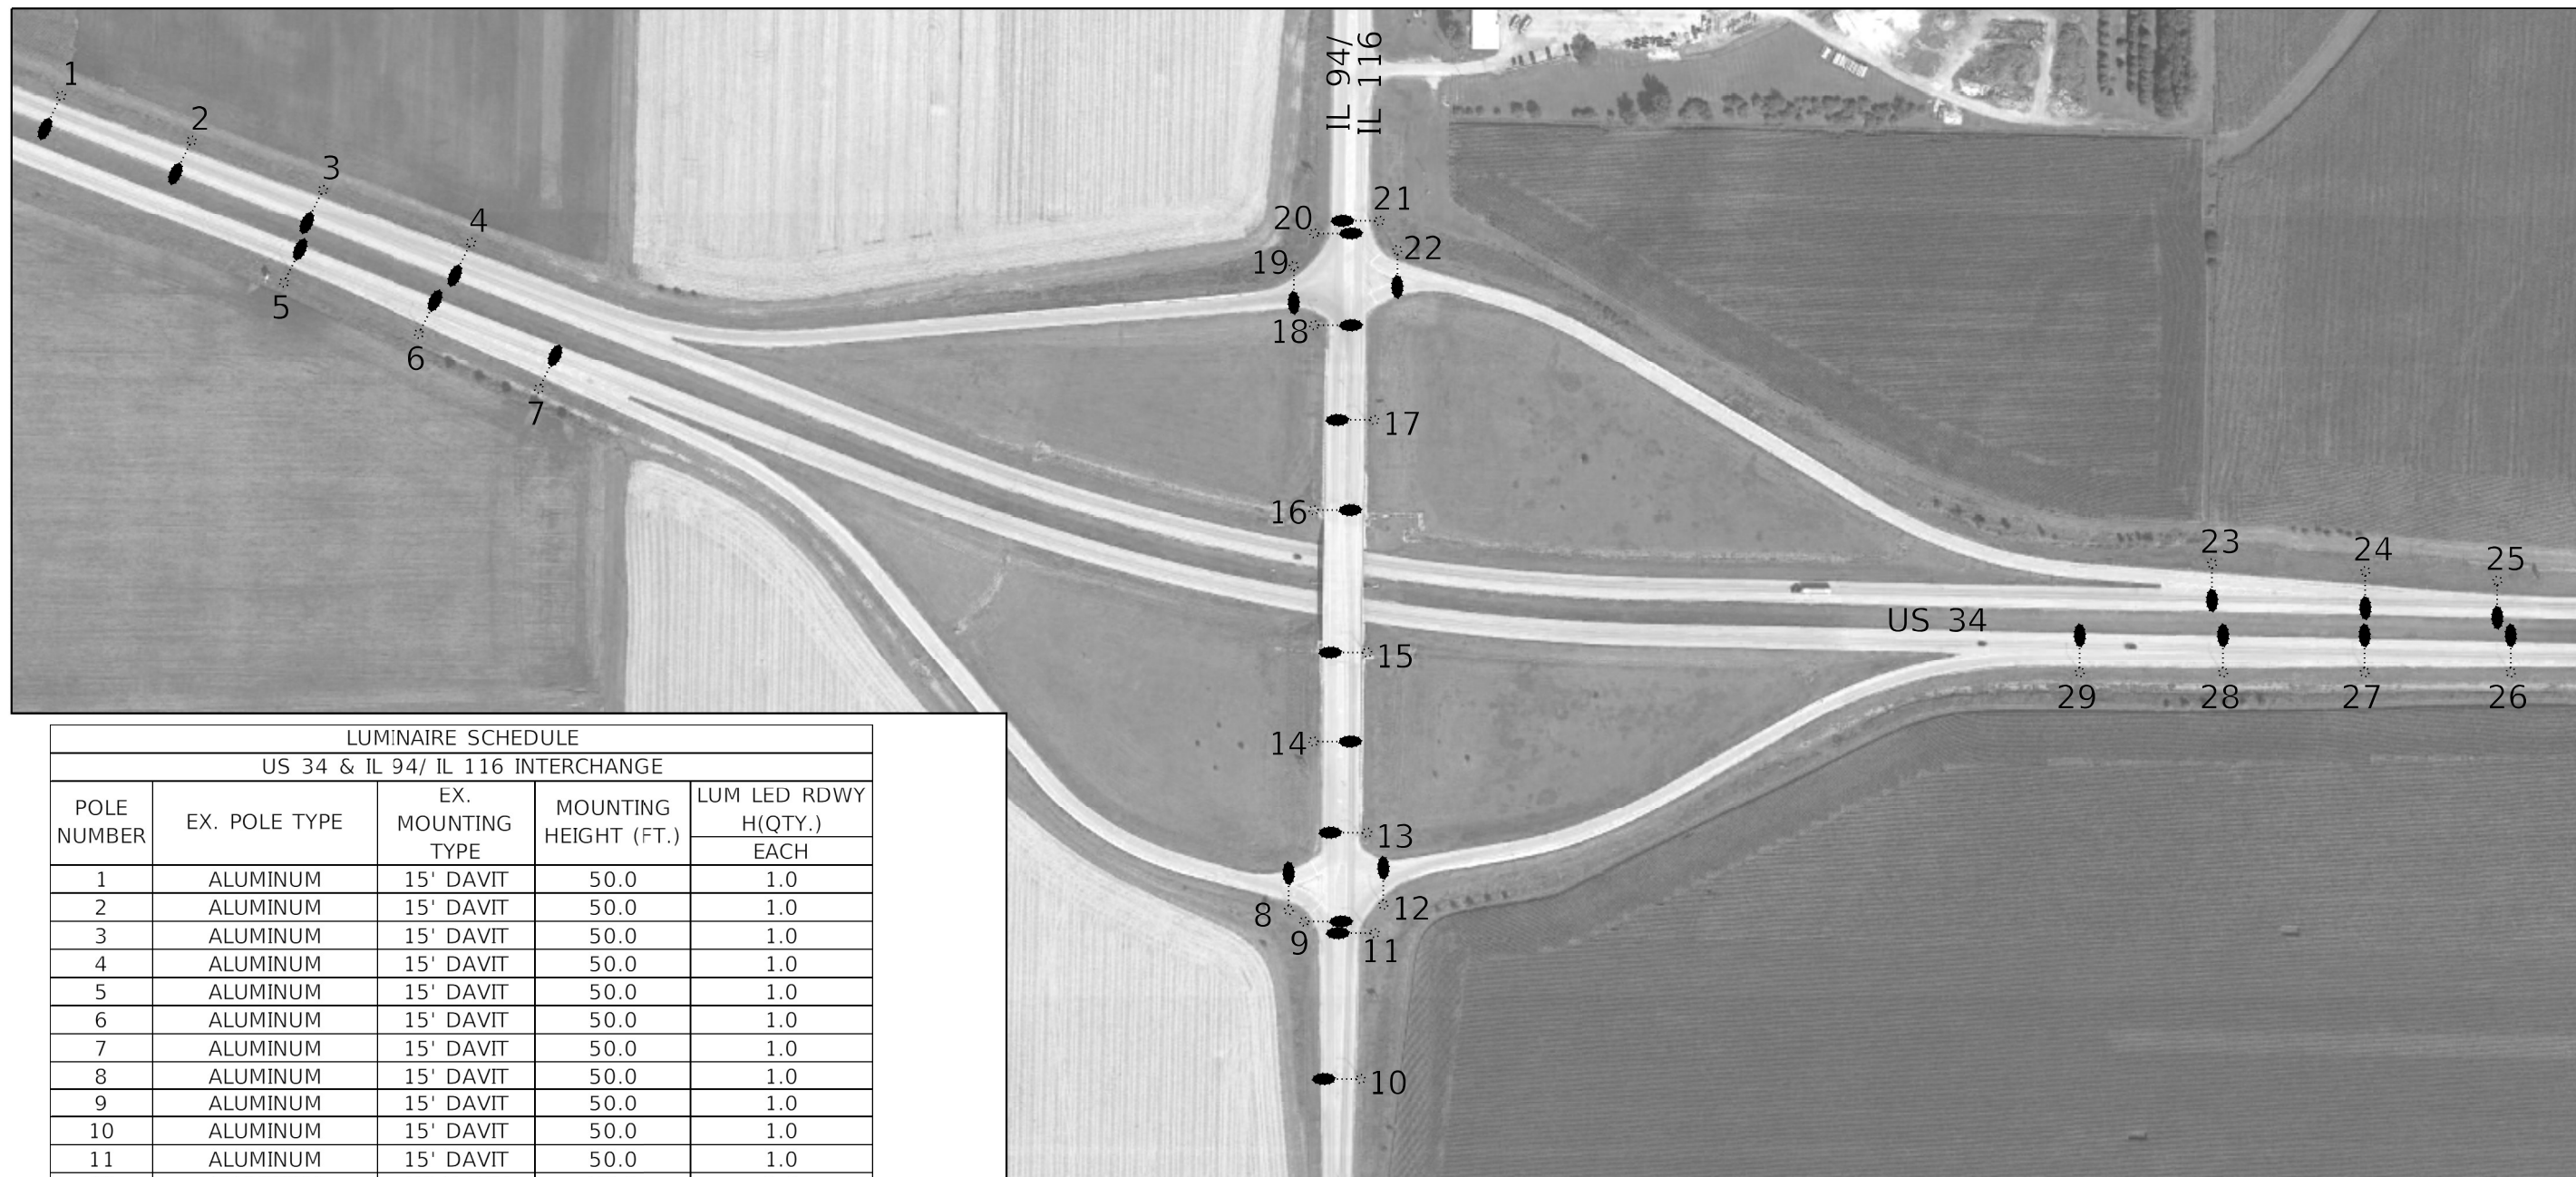 1
2
3
4
5
6
7
IL 94/
IL 116
20
21
19
22
18
17
16
23
24
25
US 34
15
29
28
27
26
14
13
8
12
9
11
10
LUMINAIRE SCHEDULE
US 34 & IL 94/ IL 116 INTERCHANGE
POLE NUMBER
EX. POLE TYPE
EX. MOUNTING TYPE
MOUNTING HEIGHT (FT.)
LUM LED RDWY H(QTY.)
EACH
1 ALUMINUM 15' DAVIT 50.0 1.0
2 ALUMINUM 15' DAVIT 50.0 1.0
3 ALUMINUM 15' DAVIT 50.0 1.0
4 ALUMINUM 15' DAVIT 50.0 1.0
5 ALUMINUM 15' DAVIT 50.0 1.0
6 ALUMINUM 15' DAVIT 50.0 1.0
7 ALUMINUM 15' DAVIT 50.0 1.0
8 ALUMINUM 15' DAVIT 50.0 1.0
9 ALUMINUM 15' DAVIT 50.0 1.0
10 ALUMINUM 15' DAVIT 50.0 1.0
11 ALUMINUM 15' DAVIT 50.0 1.0